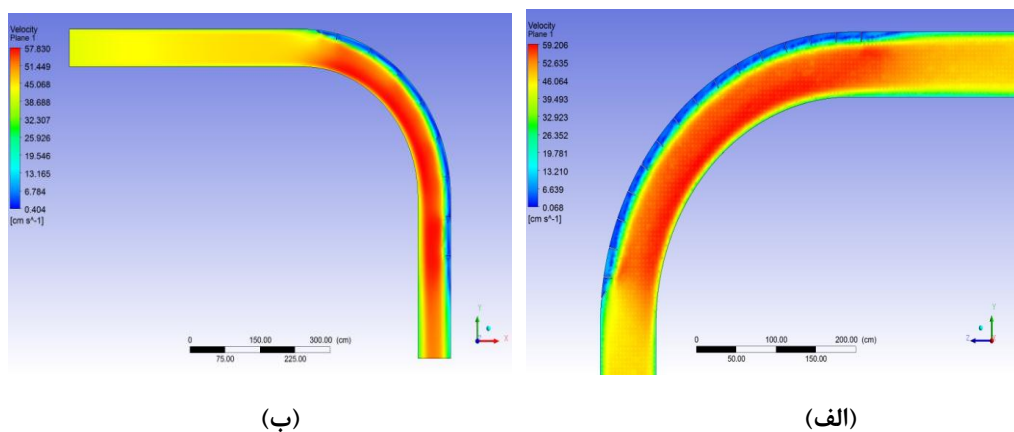 Velocity
Plane 1
57.830
51.449
45.068
38.688
32.307
25.926
19.546
13.165
6.784
0.404
[cm s^-1]
0
150.00
300.00 (cm)
75.00
225.00
Y
X
(ب)
Velocity
Plane 1
59.206
52.635
46.064
39.493
32.923
26.352
19.781
13.210
6.639
0.068
[cm s^-1]
0
100.00
200.00 (cm)
50.00
150.00
Y
Z
(الف)